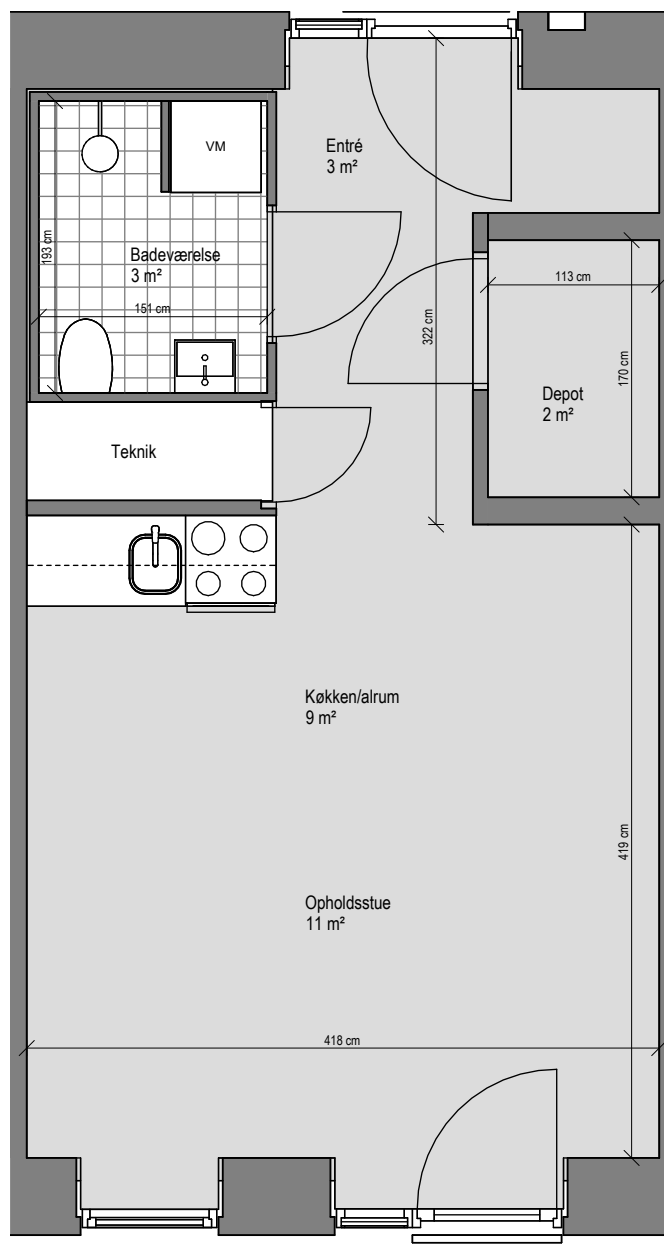 VM
Entré
3 m²
193 cm
Badeværelse
3 m²
151 cm
113 cm
322 cm
170 cm
Depot
2 m²
Teknik
Køkken/alrum
9 m²
419 cm
Opholdsstue
11 m²
418 cm